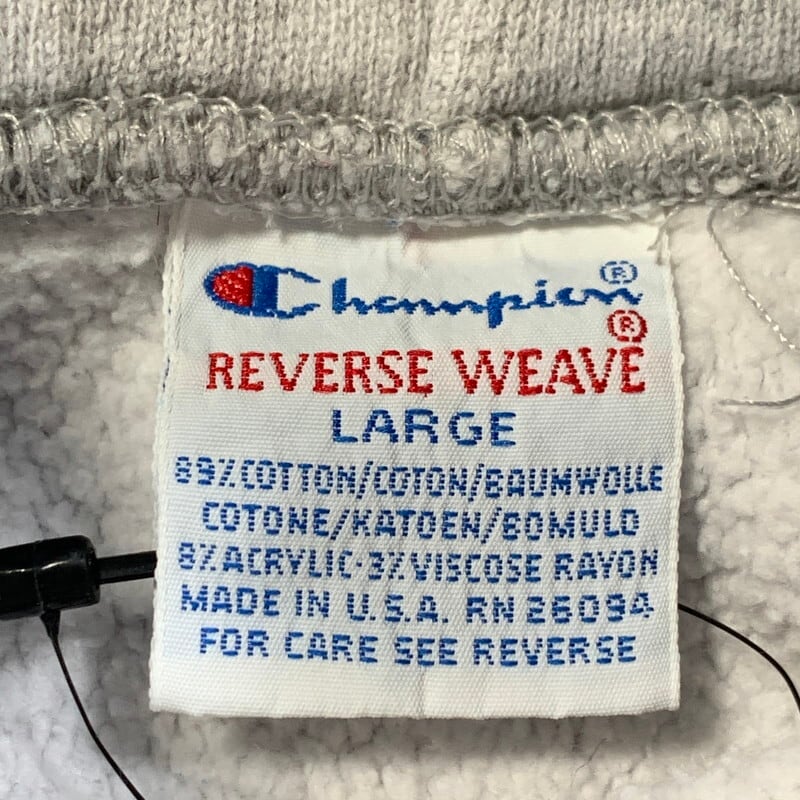 Champion®
REVERSE WEAVE®
LARGE
89% COTTON/COTON/BAUMWOLLE
COTONE/KATOEN/BOMULD
8% ACRYLIC·3% VISCOSE RAYON
MADE IN U.S.A. RN 26094
FOR CARE SEE REVERSE